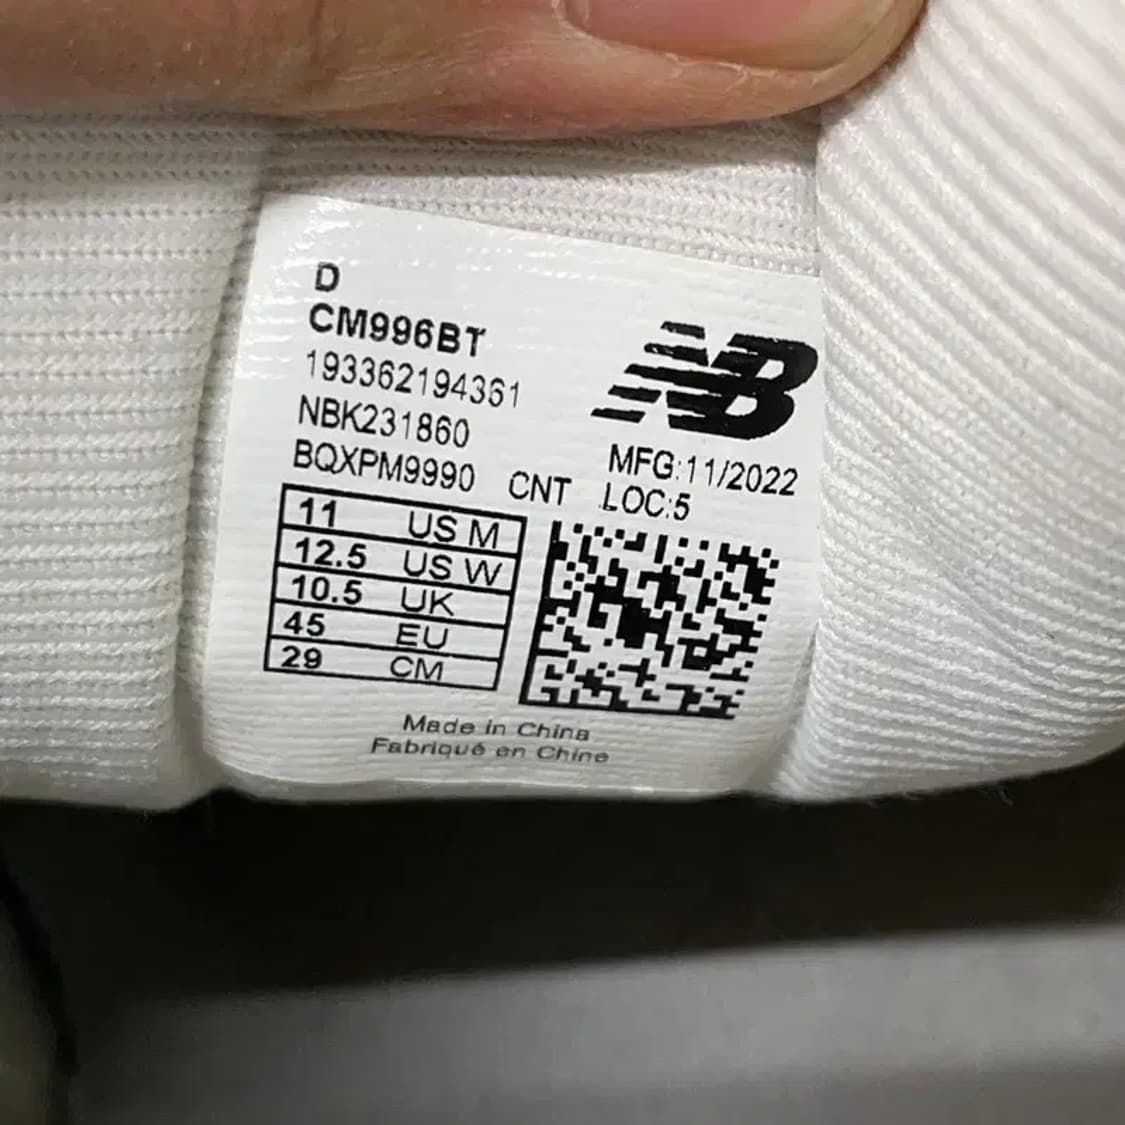 D
CM996BT
193362194361
NBK231860
BQXPM9990 CNT
NB
MFG:11/2022
LOC:5
11 US M
12.5 US W
10.5 UK
45 EU
29 CM
Made in China
Fabriqué en Chine